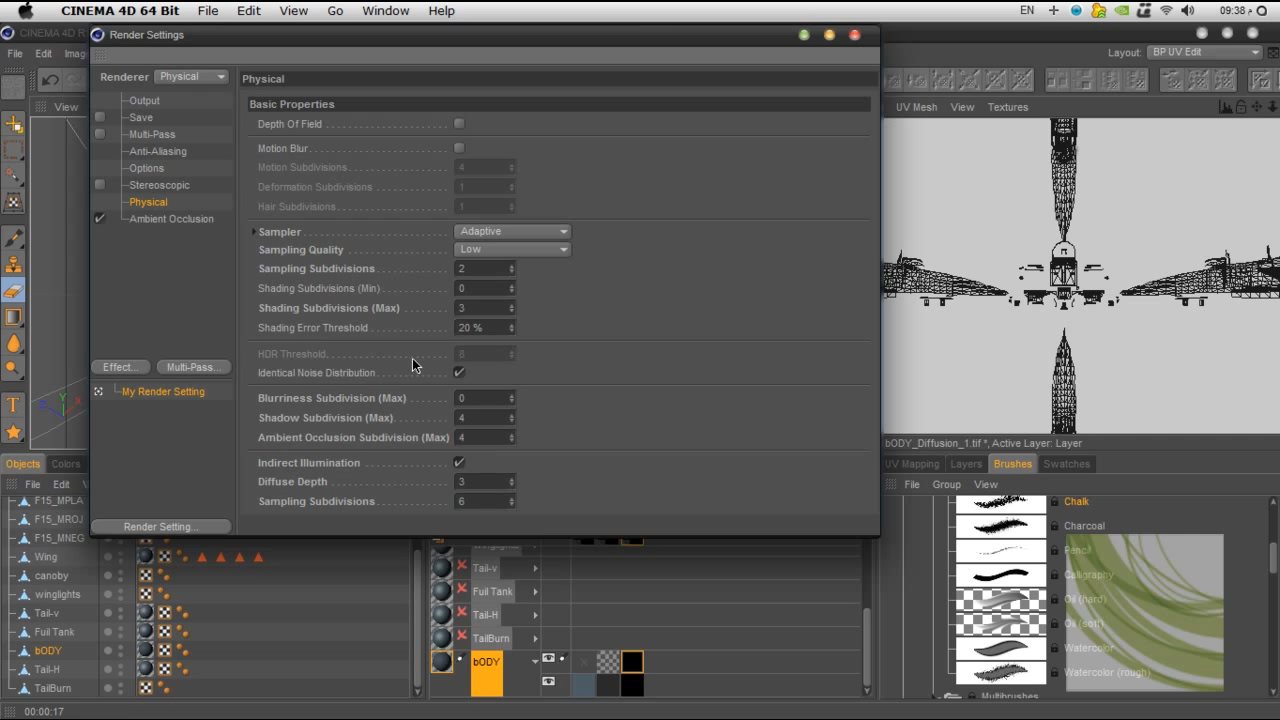 CINEMA 4D 64 Bit File Edit View Go Window Help EN 09:38 م
CINEMA 4D R
Render Settings
File Edit Imag
Layout: BP UV Edit
Renderer Physical
Physical
View
UV Mesh View Textures
Output
Save
Multi-Pass
Anti-Aliasing
Options
Stereoscopic
Physical
Ambient Occlusion
Effect...
Multi-Pass...
My Render Setting
Render Setting...
Basic Properties
Depth Of Field
Motion Blur
Motion Subdivisions 4
Deformation Subdivisions 1
Hair Subdivisions 1
Sampler Adaptive
Sampling Quality Low
Sampling Subdivisions 2
Shading Subdivisions (Min) 0
Shading Subdivisions (Max) 3
Shading Error Threshold 20 %
HDR Threshold 8
Identical Noise Distribution
Blurriness Subdivision (Max) 0
Shadow Subdivision (Max) 4
Ambient Occlusion Subdivision (Max) 4
Indirect Illumination
Diffuse Depth 3
Sampling Subdivisions 6
Y
X
bODY_Diffusion_1.tif *, Active Layer: Layer
Objects Colors
File Edit V
F15_MPLA
F15_MROJ
F15_MNEG
Wing
canoby
winglights
Tail-v
Fuil Tank
bODY
Tail-H
TailBurn
Tail-v
Fuil Tank
Tail-H
TailBurn
bODY
UV Mapping Layers Brushes Swatches
File Group View
Chalk
Charcoal
Pencil
Calligraphy
Oil (hard)
Oil (soft)
Watercolor
Watercolor (rough)
Multibrushes
00:00:17